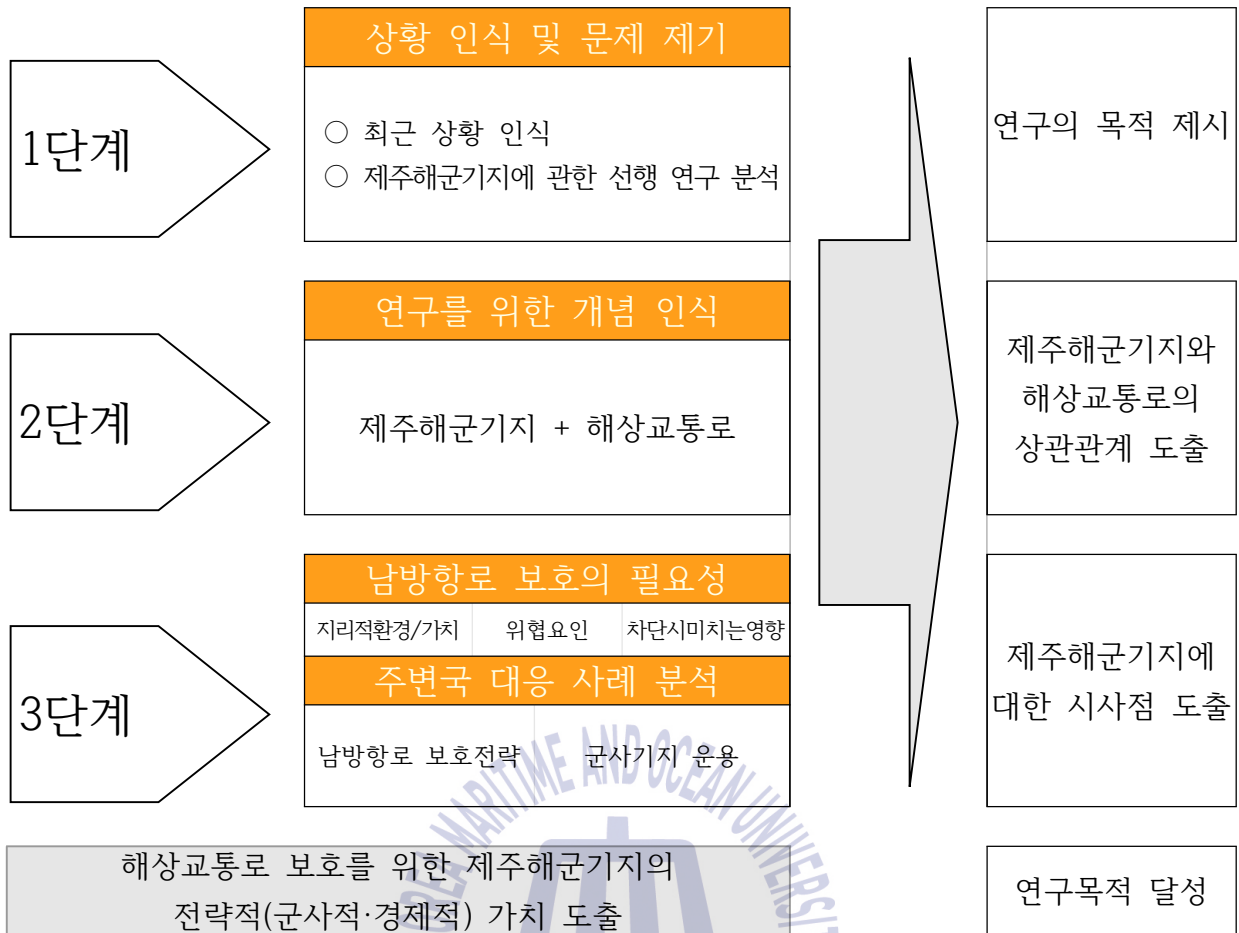 상황 인식 및 문제 제기
1단계
○ 최근 상황 인식
○ 제주해군기지에 관한 선행 연구 분석
연구의 목적 제시
연구를 위한 개념 인식
2단계
제주해군기지 + 해상교통로
제주해군기지와
해상교통로의
상관관계 도출
남방항로 보호의 필요성
지리적환경/가치 위협요인 차단시미치는영향
주변국 대응 사례 분석
3단계
남방항로 보호전략 군사기지 운용
제주해군기지에
대한 시사점 도출
해상교통로 보호를 위한 제주해군기지의
전략적(군사적·경제적) 가치 도출
연구목적 달성
MARITIME AND OCEAN